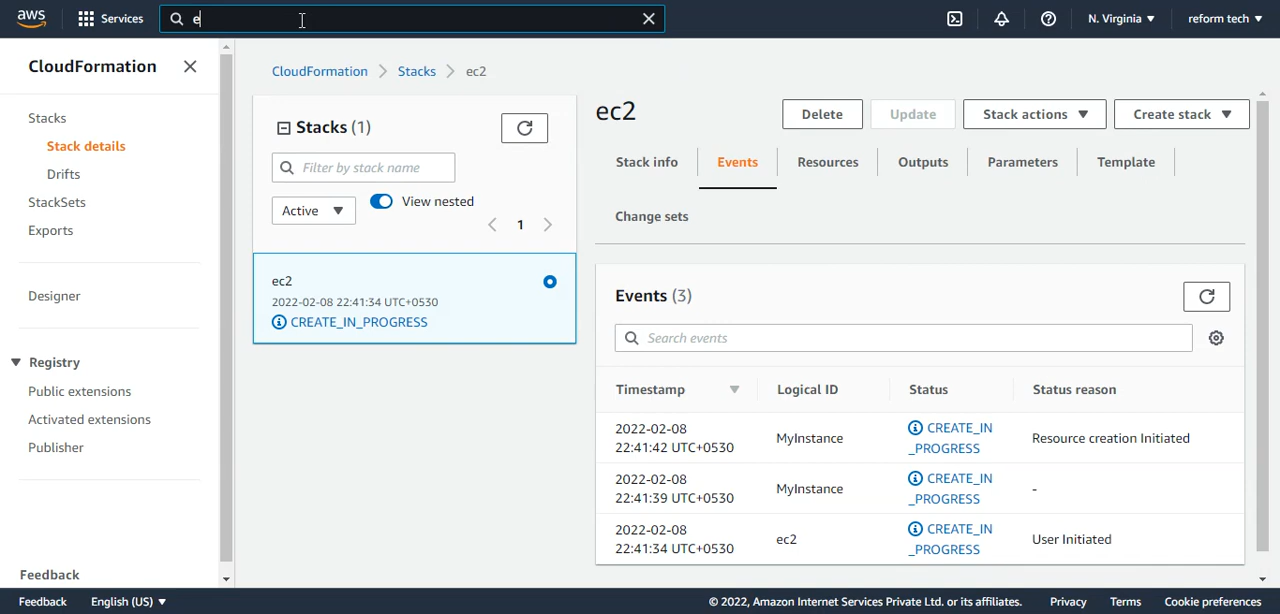 aws Services e N. Virginia ▼ reform tech ▼
CloudFormation
Stacks
Stack details
Drifts
StackSets
Exports
Designer
Registry
Public extensions
Activated extensions
Publisher
Feedback
CloudFormation > Stacks > ec2
Stacks (1)
Filter by stack name
Active ▼ View nested
1
ec2
2022-02-08 22:41:34 UTC+0530
CREATE_IN_PROGRESS
ec2 Delete Update Stack actions ▼ Create stack ▼
Stack info Events Resources Outputs Parameters Template
Change sets
Events (3)
Search events
Timestamp ▼ Logical ID Status Status reason
2022-02-08
22:41:42 UTC+0530 MyInstance CREATE_IN
_PROGRESS Resource creation Initiated
2022-02-08
22:41:39 UTC+0530 MyInstance CREATE_IN
_PROGRESS -
2022-02-08
22:41:34 UTC+0530 ec2 CREATE_IN
_PROGRESS User Initiated
Feedback English (US) ▼ © 2022, Amazon Internet Services Private Ltd. or its affiliates. Privacy Terms Cookie preferences